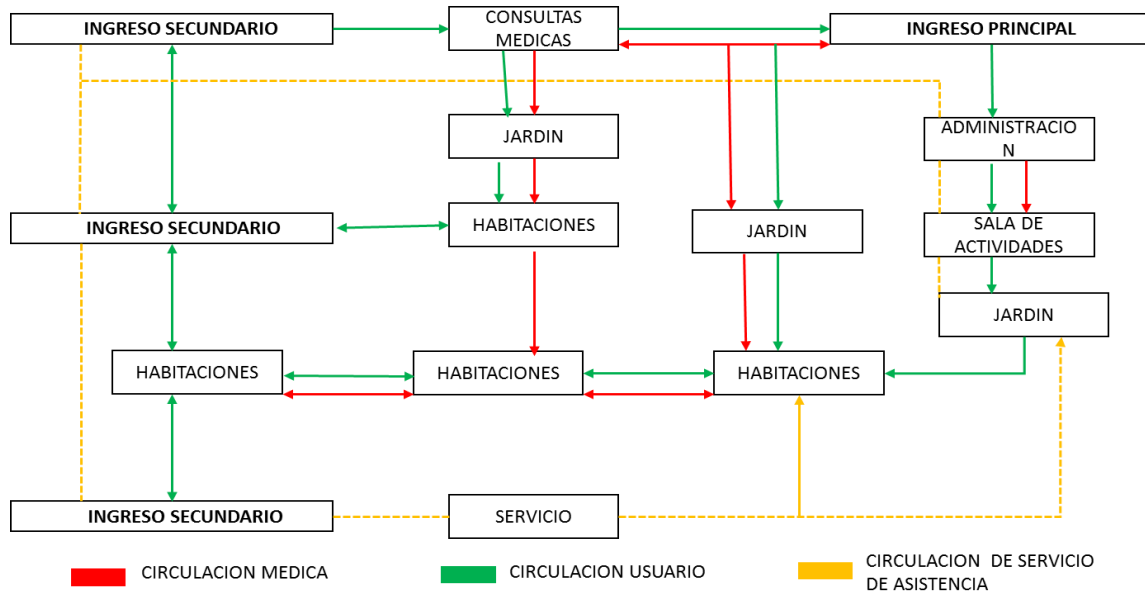 INGRESO SECUNDARIO
CONSULTAS
MEDICAS
INGRESO PRINCIPAL
JARDIN
ADMINISTRACIO
N
INGRESO SECUNDARIO
HABITACIONES
JARDIN
SALA DE
ACTIVIDADES
JARDIN
HABITACIONES
HABITACIONES
HABITACIONES
INGRESO SECUNDARIO
SERVICIO
CIRCULACION MEDICA
CIRCULACION USUARIO
CIRCULACION DE SERVICIO
DE ASISTENCIA